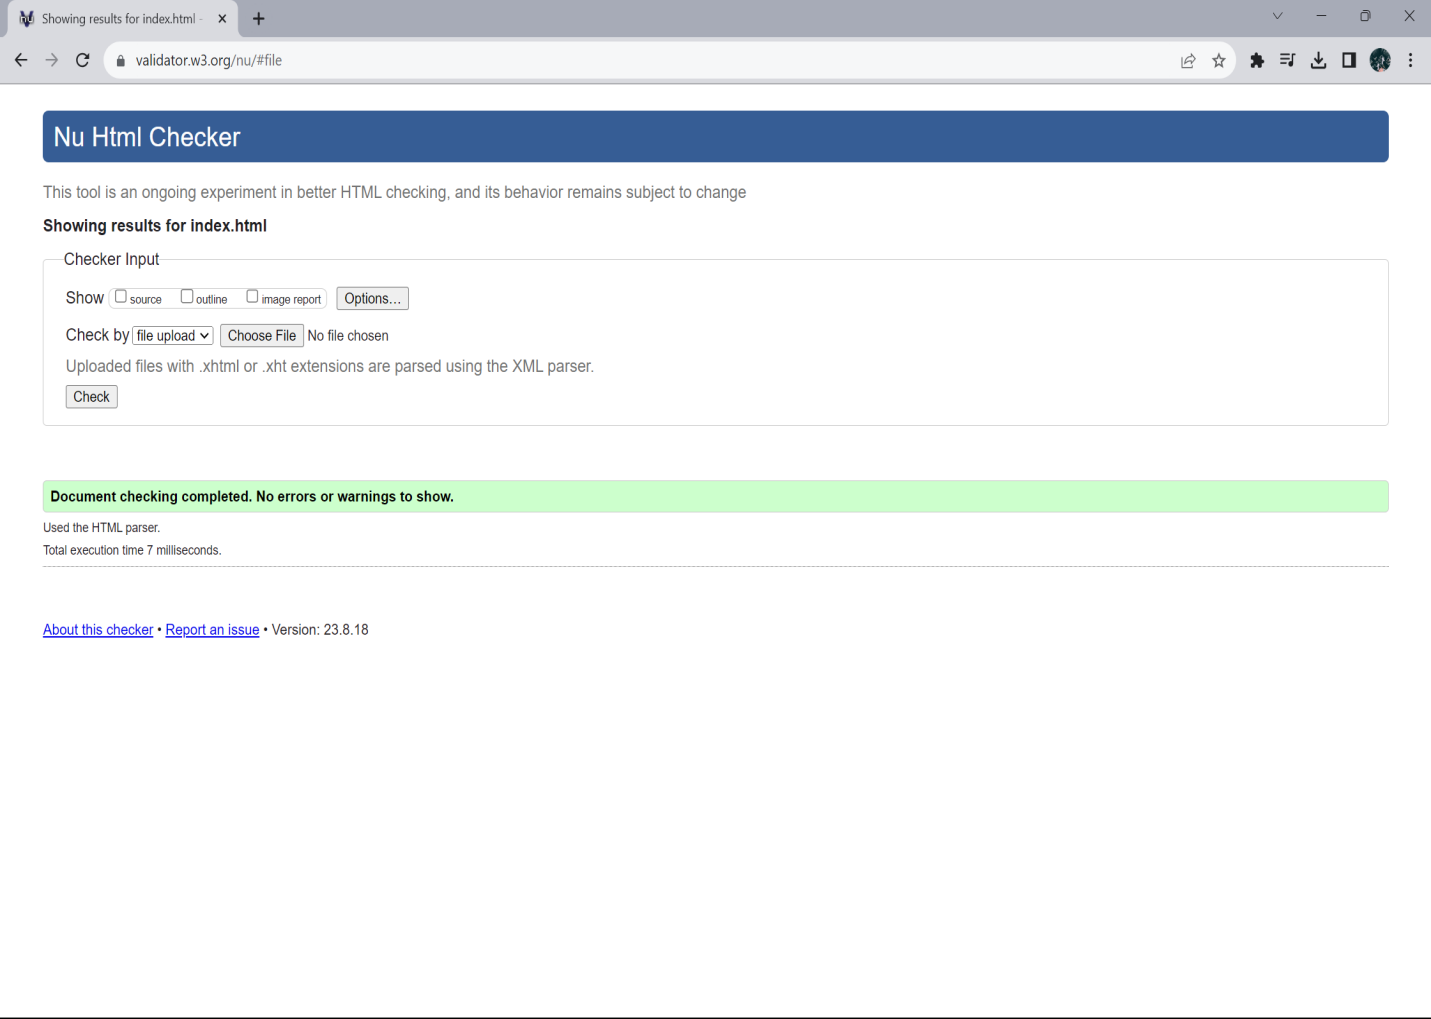 Showing results for index.html -
validator.w3.org/nu/#file
Nu Html Checker
This tool is an ongoing experiment in better HTML checking, and its behavior remains subject to change
Showing results for index.html
Checker Input
Show source outline image report Options...
Check by file upload Choose File No file chosen
Uploaded files with .xhtml or .xht extensions are parsed using the XML parser.
Check
Document checking completed. No errors or warnings to show.
Used the HTML parser.
Total execution time 7 milliseconds.
About this checker • Report an issue • Version: 23.8.18